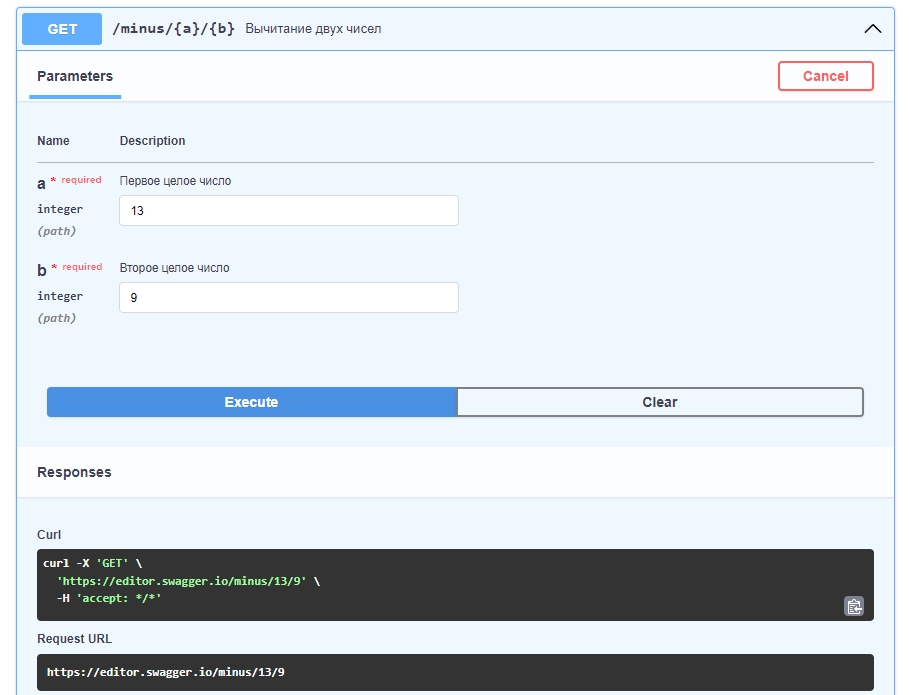 GET /minus/{a}/{b} Вычитание двух чисел
Parameters Cancel
Name Description
a * required Первое целое число
integer 13
(path)
b * required Второе целое число
integer 9
(path)
Execute Clear
Responses
Curl
curl -X 'GET' \
'https://editor.swagger.io/minus/13/9' \
-H 'accept: */*'
Request URL
https://editor.swagger.io/minus/13/9